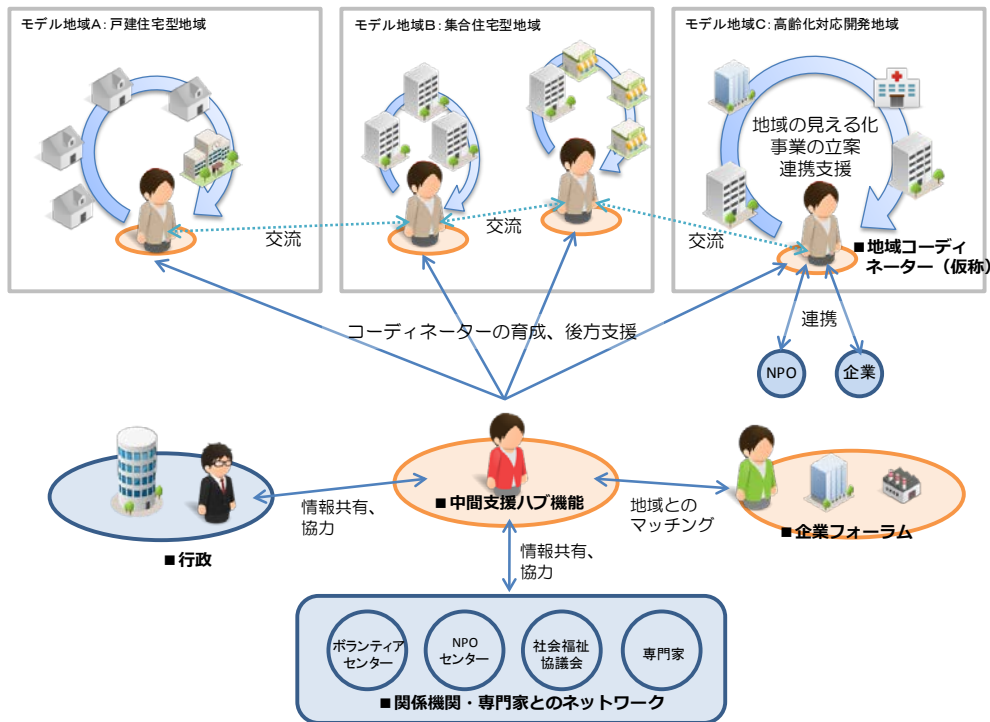 モデル地域A：戸建住宅型地域
モデル地域B：集合住宅型地域
モデル地域C：高齢化対応開発地域
地域の見える化
事業の立案
連携支援
交流
交流
交流
■地域コーディ
ネーター（仮称）
コーディネーターの育成、後方支援
連携
NPO
企業
■行政
情報共有、
協力
■中間支援ハブ機能
地域との
マッチング
■企業フォーラム
情報共有、
協力
ボランティア
センター
NPO
センター
社会福祉
協議会
専門家
■関係機関・専門家とのネットワーク